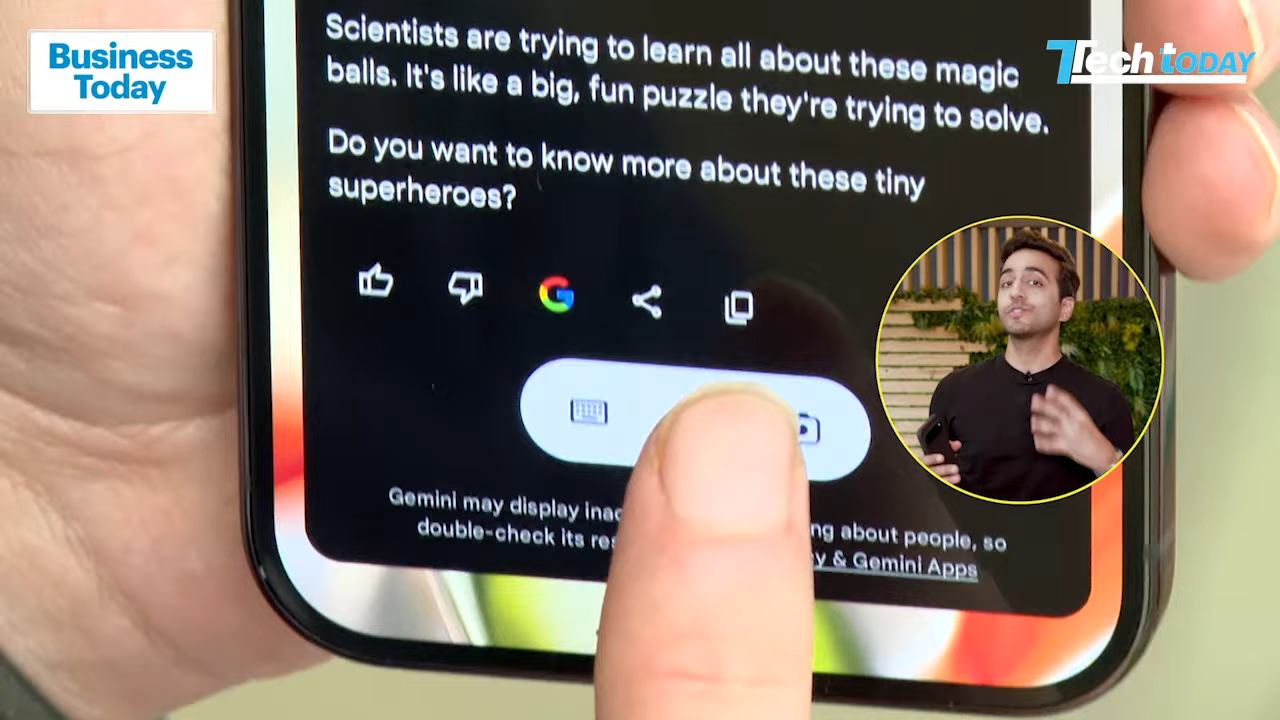 Business
Today
Tech today
Scientists are trying to learn all about these magic
balls. It's like a big, fun puzzle they're trying to solve.
Do you want to know more about these tiny
superheroes?
Gemini may display
ng about people, so
double-check its
& Gemini Apps